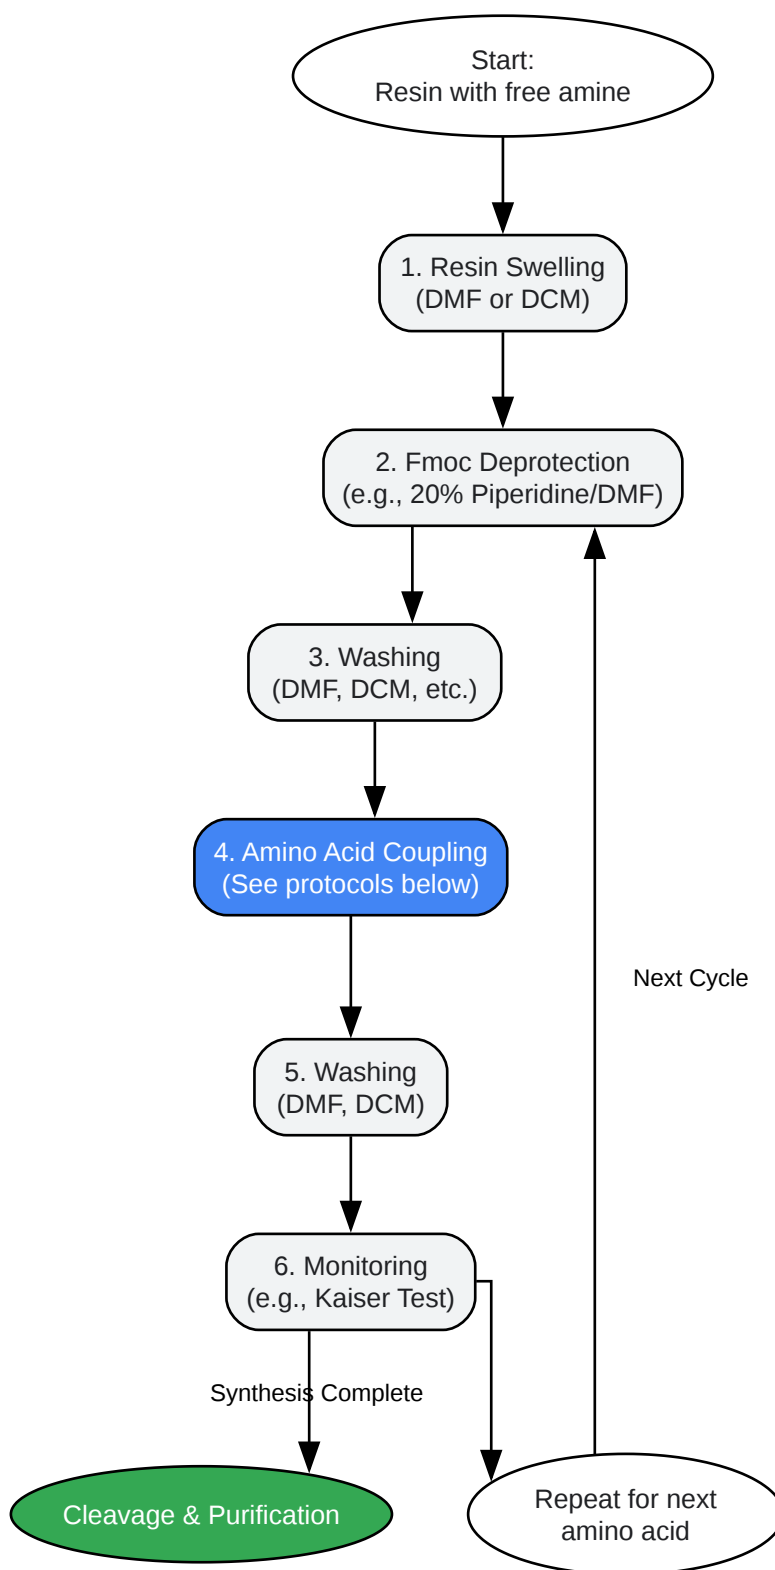 Start:
Resin with free amine
1. Resin Swelling
(DMF or DCM)
2. Fmoc Deprotection
(e.g., 20% Piperidine/DMF)
3. Washing
(DMF, DCM, etc.)
4. Amino Acid Coupling
(See protocols below)
Next Cycle
5. Washing
(DMF, DCM)
6. Monitoring
(e.g., Kaiser Test)
Synthesis Complete
Cleavage & Purification
Repeat for next
amino acid